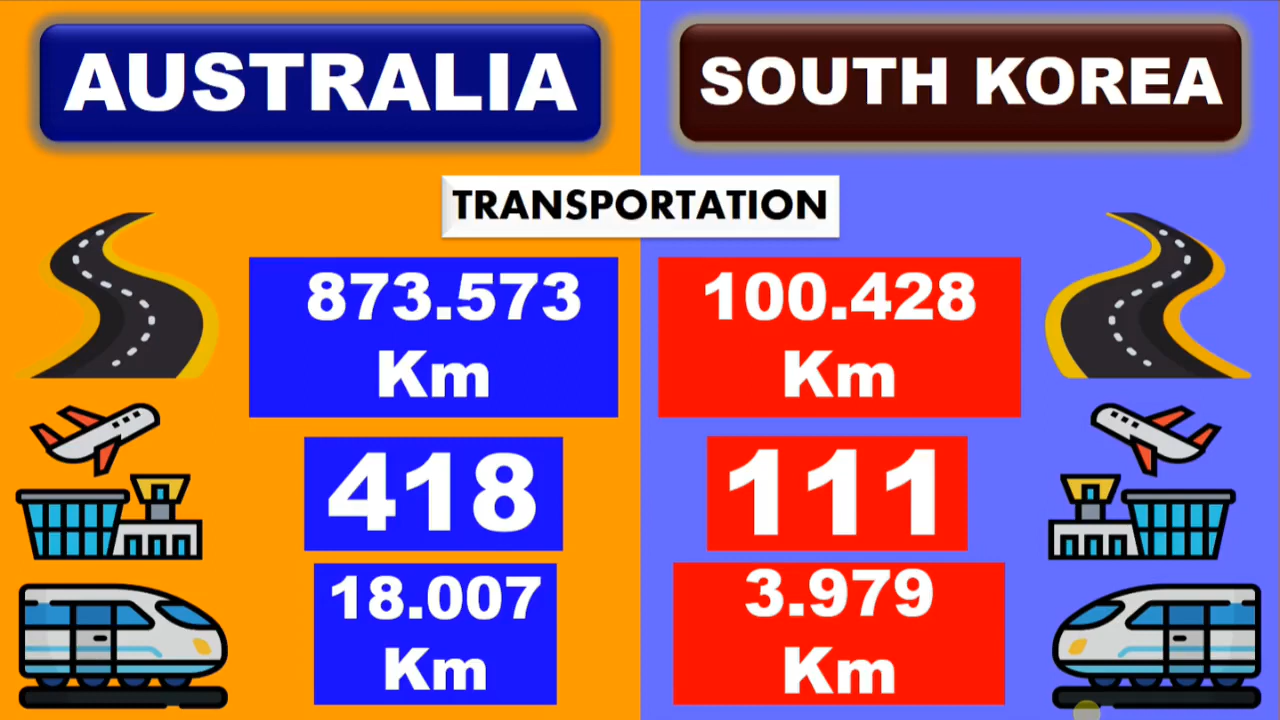 AUSTRALIA
SOUTH KOREA
TRANSPORTATION
873.573
Km
100.428
Km
418
111
18.007
Km
3.979
Km